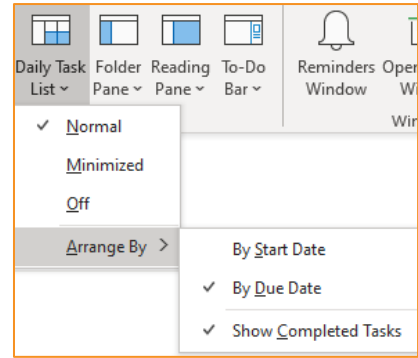 Daily Task Folder Reading To-Do Reminders
List Pane Pane Bar Window
Normal
Minimized
Off
Arrange By
By Start Date
By Due Date
Show Completed Tasks